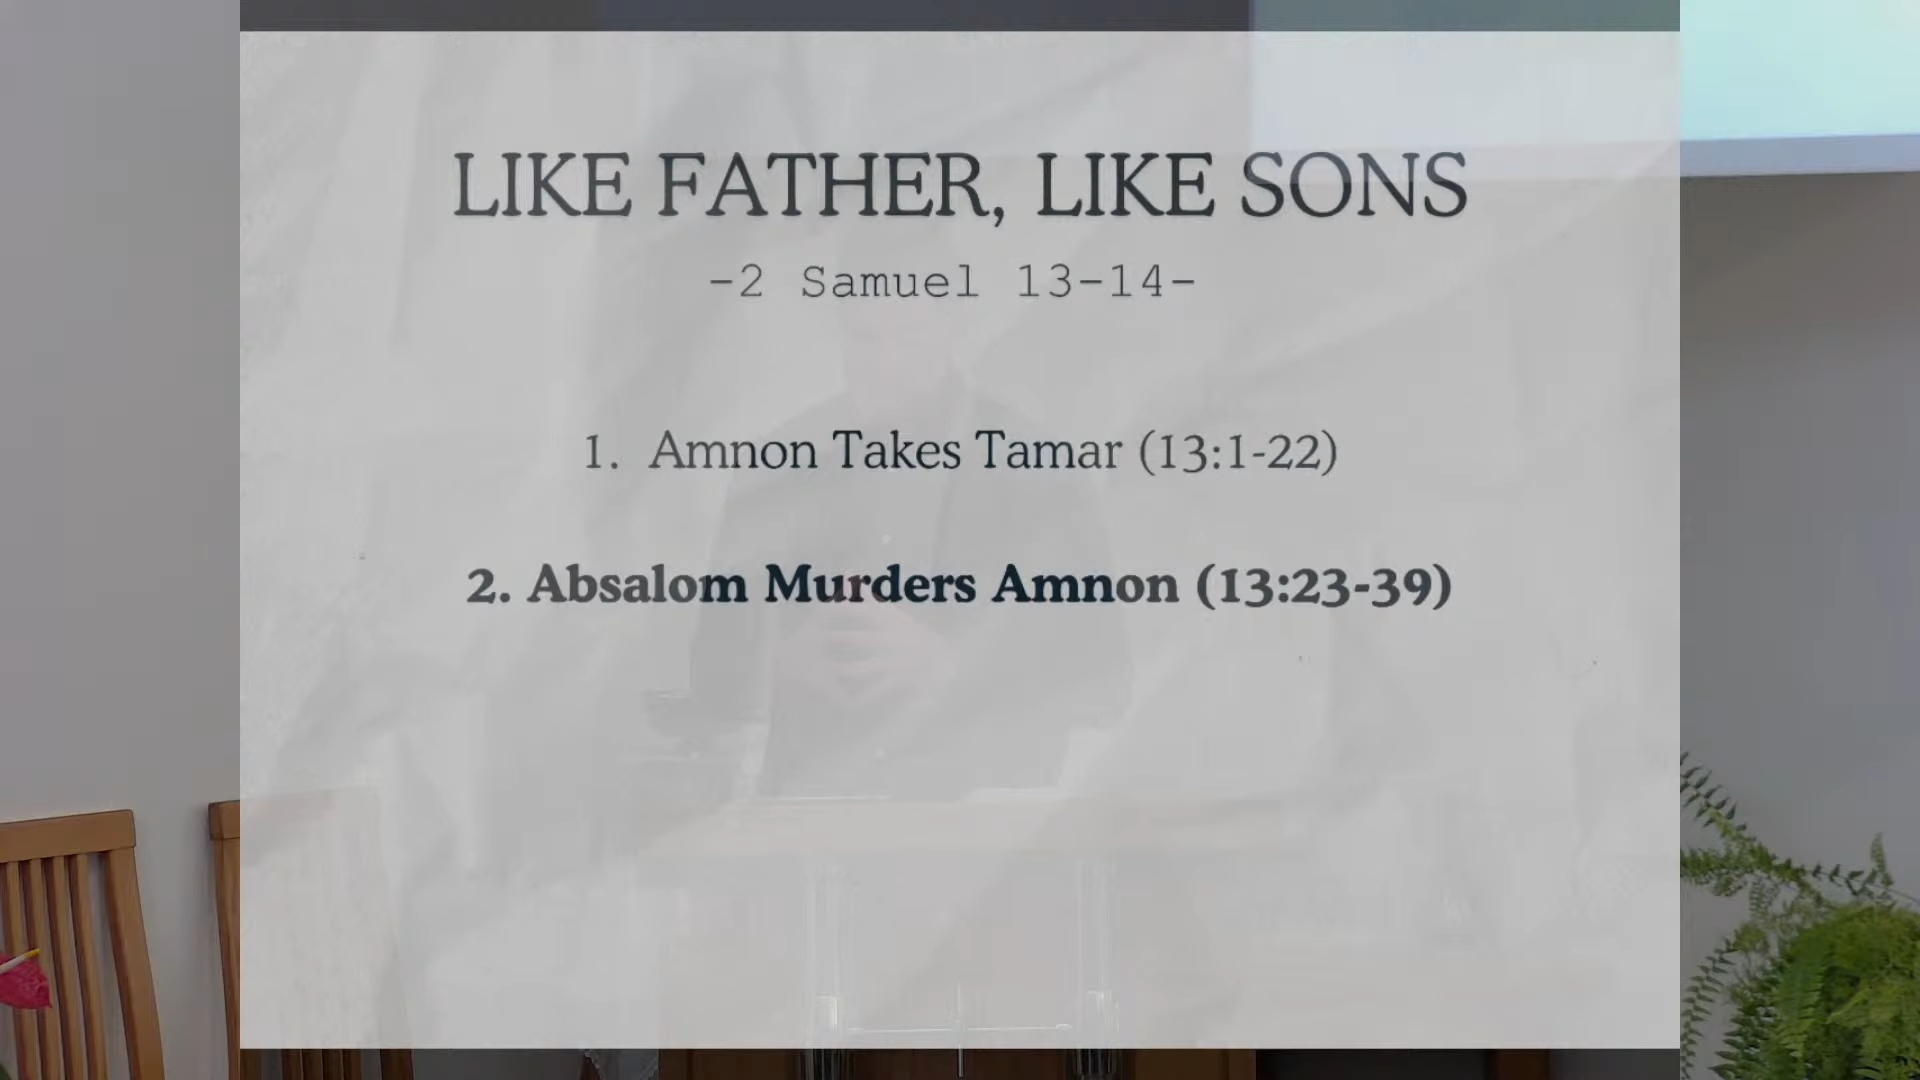 LIKE FATHER, LIKE SONS
-2 Samuel 13-14-
1. Amnon Takes Tamar (13:1-22)
2. Absalom Murders Amnon (13:23-39)